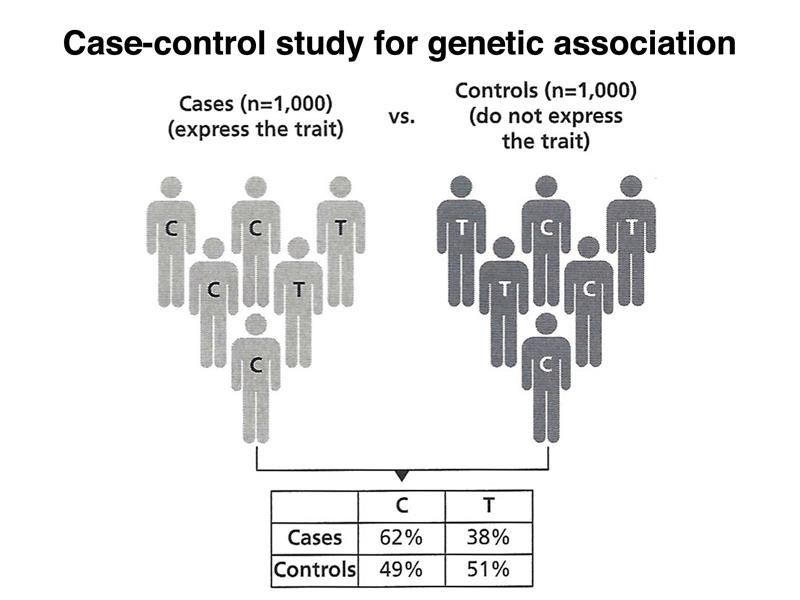 Case-control study for genetic association
Cases (n=1,000)
(express the trait)
vs.
Controls (n=1,000)
(do not express
the trait)
C C T
C T
C
T C T
T C
C
C T
Cases 62% 38%
Controls 49% 51%